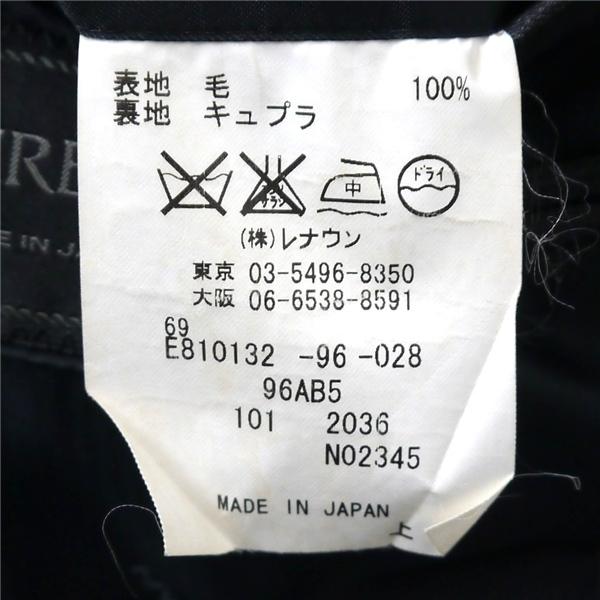 表地 毛 100%
裏地 キュプラ
中 ドライ
(株)レナウン
東京 03-5496-8350
大阪 06-6538-8591
69
E810132 -96 -028
96AB5
101 2036
N02345
MADE IN JAPAN
上